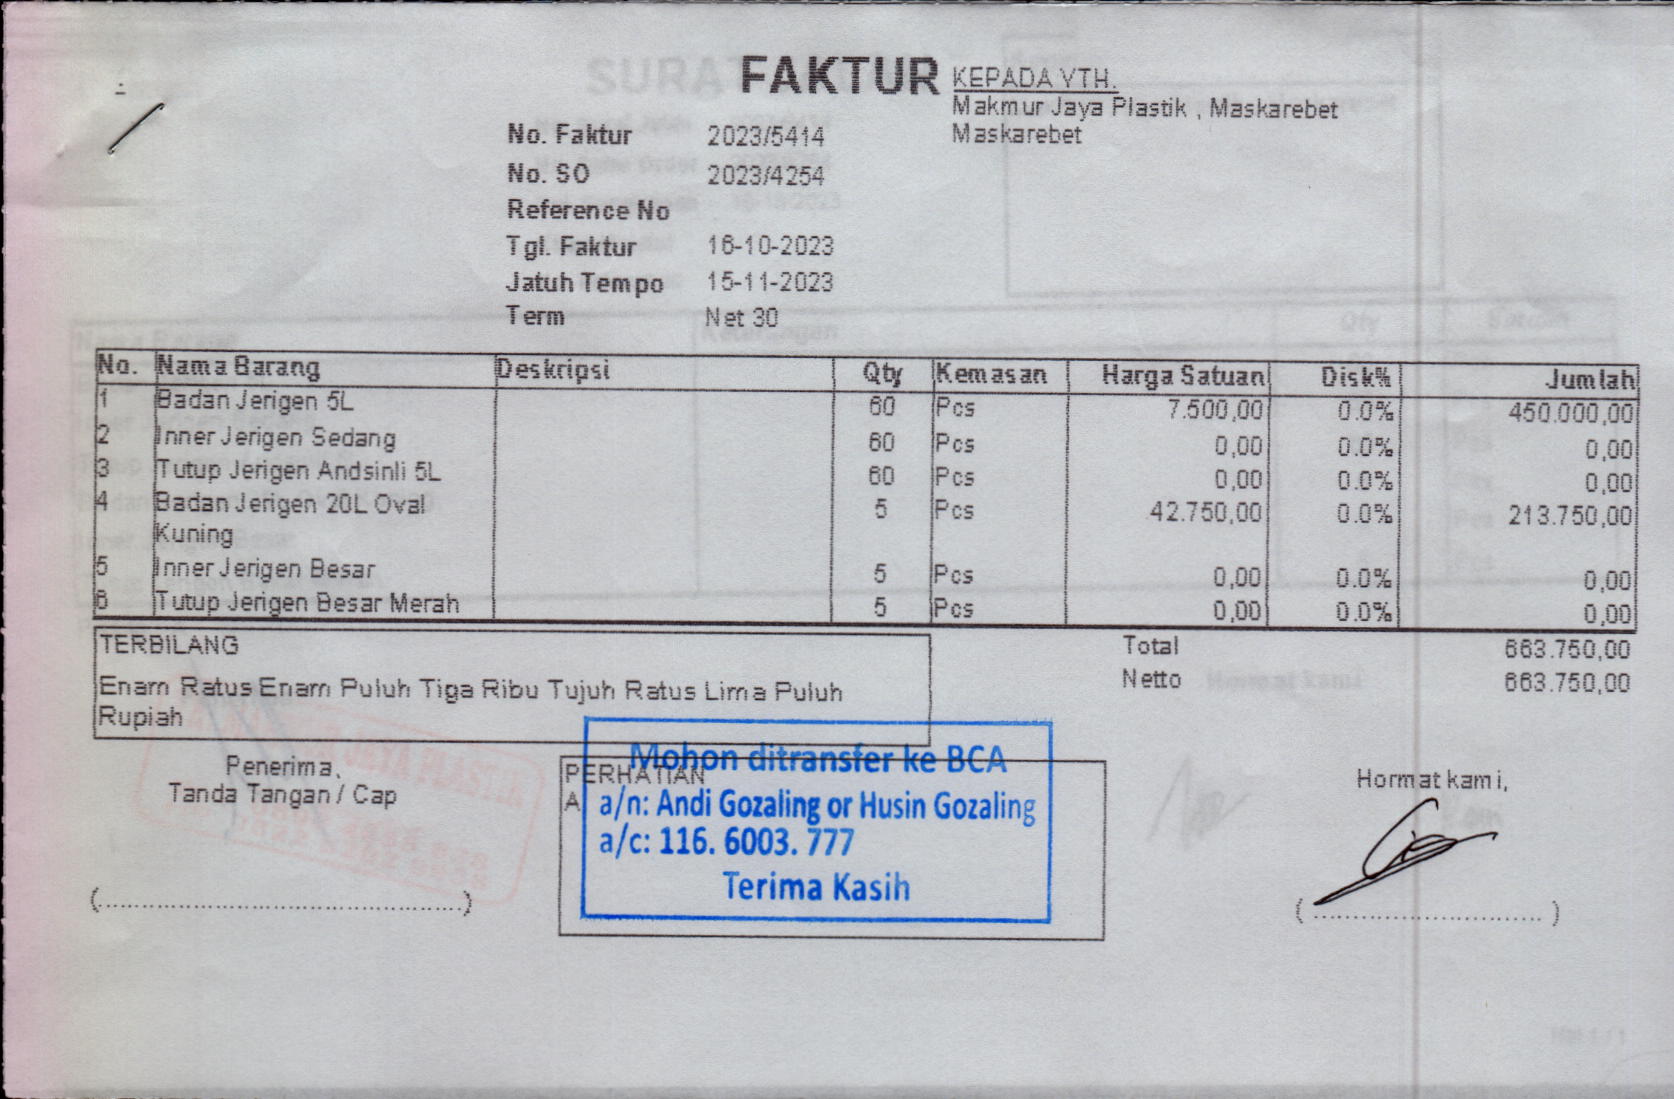 FAKTUR
KEPADA YTH.
Makmur Jaya Plastik , Maskarebet
Maskarebet
No. Faktur 2023/5414
No. SO 2023/4254
Reference No
Tgl. Faktur 16-10-2023
Jatuh Tempo 15-11-2023
Term Net 30
No. Nama Barang Deskripsi Qty Kemasan Harga Satuan Disk% Jumlah
1 Badan Jerigen 5L 60 Pcs 7.500,00 0.0% 450.000,00
2 Inner Jerigen Sedang 60 Pcs 0,00 0.0% 0,00
3 Tutup Jerigen Andsinli 5L 60 Pcs 0,00 0.0% 0,00
4 Badan Jerigen 20L Oval 5 Pcs 42.750,00 0.0% 213.750,00
Kuning
5 Inner Jerigen Besar 5 Pcs 0,00 0.0% 0,00
6 Tutup Jerigen Besar Merah 5 Pcs 0,00 0.0% 0,00
TERBILANG
Enam Ratus Enam Puluh Tiga Ribu Tujuh Ratus Lima Puluh
Rupiah
Total 663.750,00
Netto 663.750,00
Penerima,
Tanda Tangan / Cap
PERHATIAN
A
Mohon ditransfer ke BCA
a/n: Andi Gozaling or Husin Gozaling
a/c: 116. 6003. 777
Terima Kasih
Hormat kami,